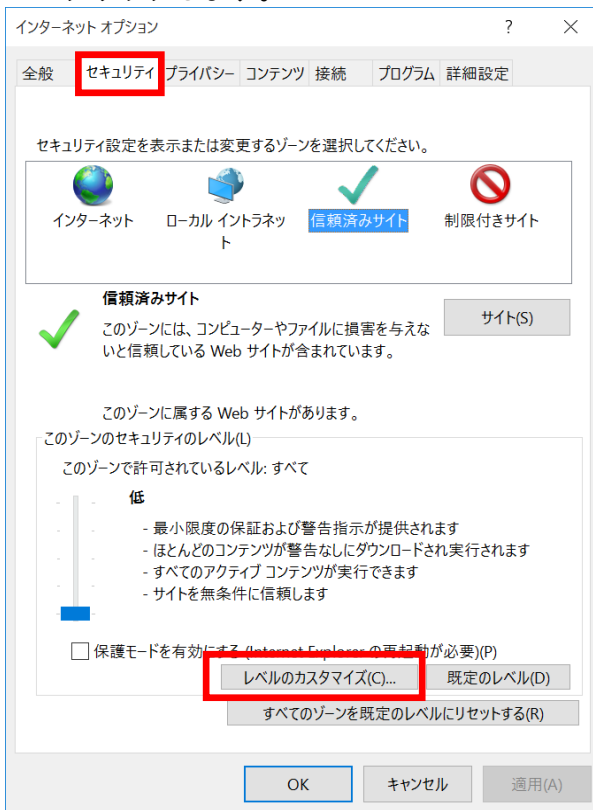 インターネット オプション ? ×
全般 セキュリティ プライバシー コンテンツ 接続 プログラム 詳細設定
セキュリティ設定を表示または変更するゾーンを選択してください。
インターネット ローカル イントラネッ
ト 信頼済みサイト 制限付きサイト
信頼済みサイト
このゾーンには、コンピューターやファイルに損害を与えな
いと信頼している Web サイトが含まれています。
サイト(S)
このゾーンに属する Web サイトがあります。
このゾーンのセキュリティのレベル(L)
このゾーンで許可されているレベル: すべて
低
- 最小限度の保証および警告指示が提供されます
- ほとんどのコンテンツが警告なしにダウンロードされ実行されます
- すべてのアクティブ コンテンツが実行できます
- サイトを無条件に信頼します
保護モードを有効にする (Internet Explorer の再起動が必要)(P)
レベルのカスタマイズ(C)... 既定のレベル(D)
すべてのゾーンを既定のレベルにリセットする(R)
OK キャンセル 適用(A)